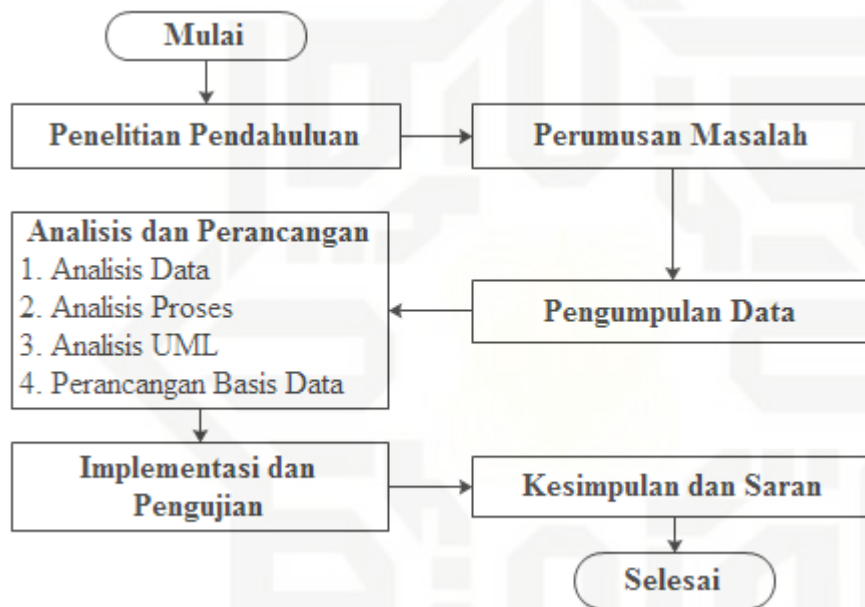 Mulai
Penelitian Pendahuluan
Perumusan Masalah
Pengumpulan Data
Analisis dan Perancangan
1. Analisis Data
2. Analisis Proses
3. Analisis UML
4. Perancangan Basis Data
Implementasi dan
Pengujian
Kesimpulan dan Saran
Selesai